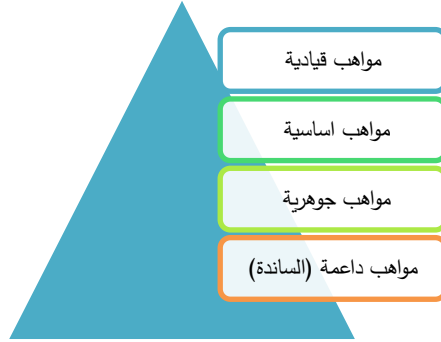 مواهب قيادية
مواهب اساسية
مواهب جوهرية
مواهب داعمة (الساندة)